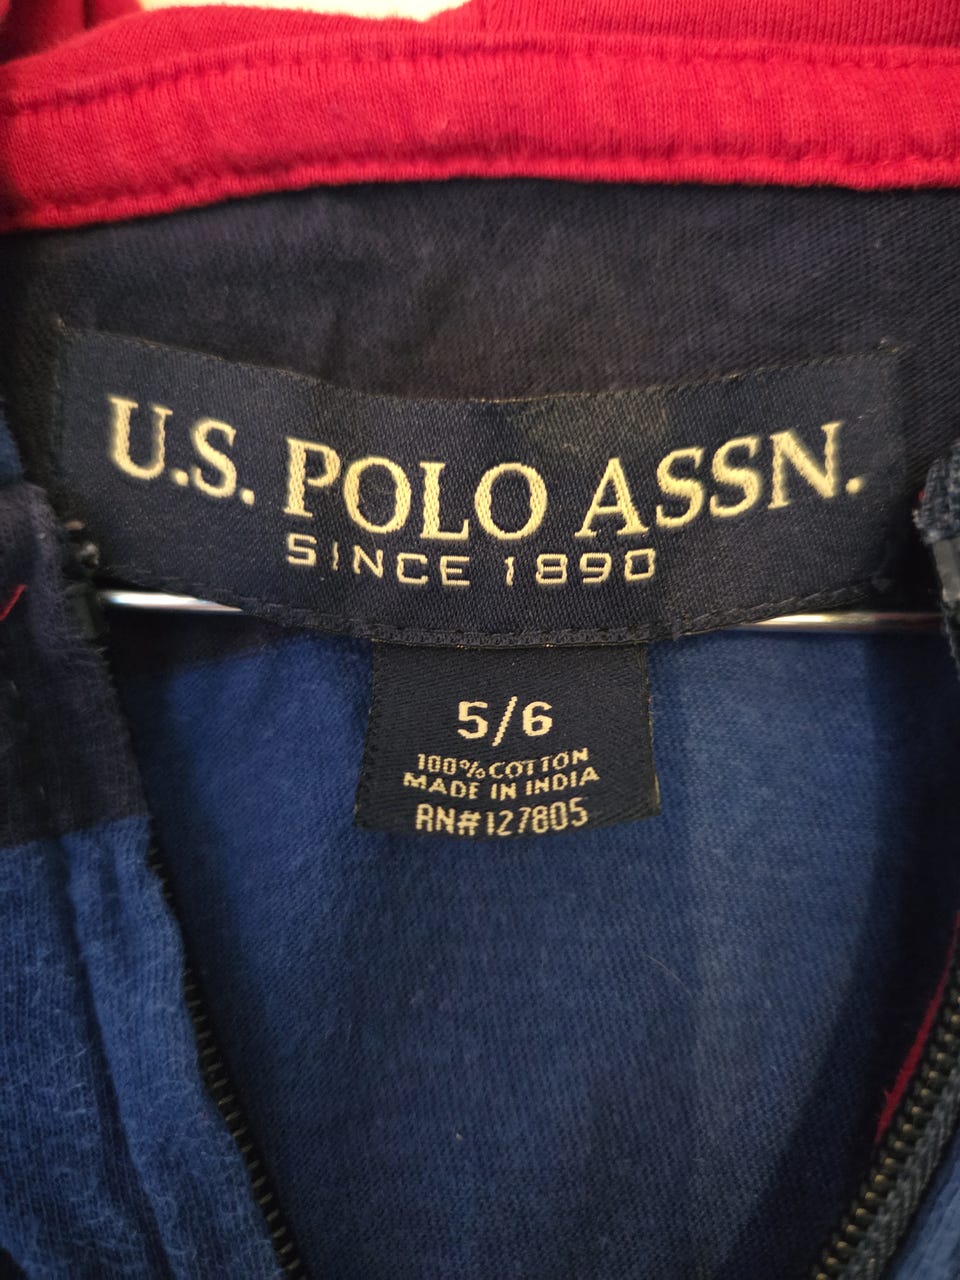 U.S. POLO ASSN.
SINCE 1890
5/6
100% COTTON
MADE IN INDIA
RN#127805